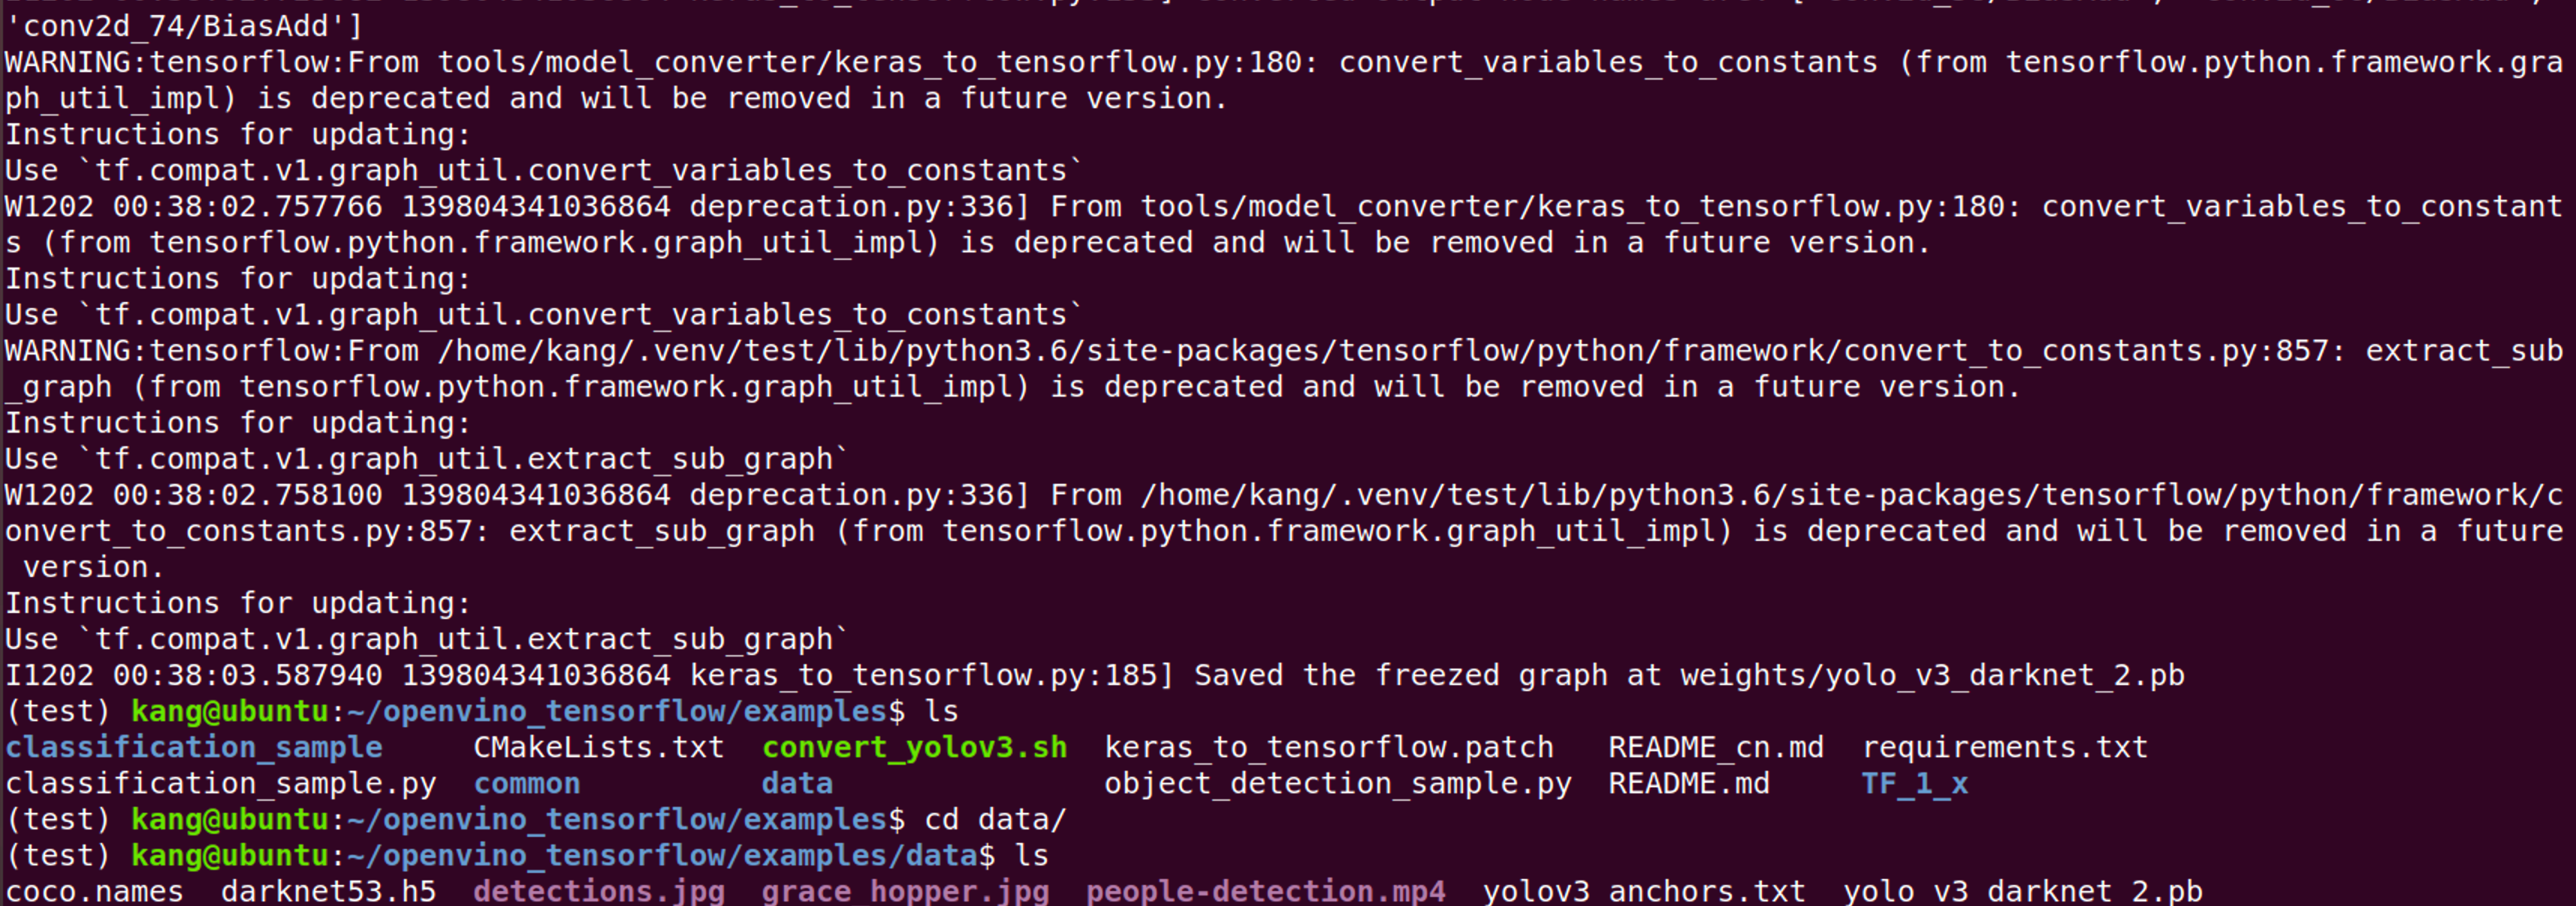 'conv2d_74/BiasAdd']
WARNING:tensorflow:From tools/model_converter/keras_to_tensorflow.py:180: convert_variables_to_constants (from tensorflow.python.framework.gra
ph_util_impl) is deprecated and will be removed in a future version.
Instructions for updating:
Use `tf.compat.v1.graph_util.convert_variables_to_constants`
W1202 00:38:02.757766 139804341036864 deprecation.py:336] From tools/model_converter/keras_to_tensorflow.py:180: convert_variables_to_constant
s (from tensorflow.python.framework.graph_util_impl) is deprecated and will be removed in a future version.
Instructions for updating:
Use `tf.compat.v1.graph_util.convert_variables_to_constants`
WARNING:tensorflow:From /home/kang/.venv/test/lib/python3.6/site-packages/tensorflow/python/framework/convert_to_constants.py:857: extract_sub
_graph (from tensorflow.python.framework.graph_util_impl) is deprecated and will be removed in a future version.
Instructions for updating:
Use `tf.compat.v1.graph_util.extract_sub_graph`
W1202 00:38:02.758100 139804341036864 deprecation.py:336] From /home/kang/.venv/test/lib/python3.6/site-packages/tensorflow/python/framework/c
onvert_to_constants.py:857: extract_sub_graph (from tensorflow.python.framework.graph_util_impl) is deprecated and will be removed in a future
 version.
Instructions for updating:
Use `tf.compat.v1.graph_util.extract_sub_graph`
I1202 00:38:03.587940 139804341036864 keras_to_tensorflow.py:185] Saved the freezed graph at weights/yolo_v3_darknet_2.pb
(test) kang@ubuntu:~/openvino_tensorflow/examples$ ls
classification_sample     CMakeLists.txt  convert_yolov3.sh  keras_to_tensorflow.patch   README_cn.md  requirements.txt
classification_sample.py  common          data               object_detection_sample.py  README.md     TF_1_x
(test) kang@ubuntu:~/openvino_tensorflow/examples$ cd data/
(test) kang@ubuntu:~/openvino_tensorflow/examples/data$ ls
coco.names  darknet53.h5  detections.jpg  grace_hopper.jpg  people-detection.mp4  yolov3_anchors.txt  yolo_v3_darknet_2.pb